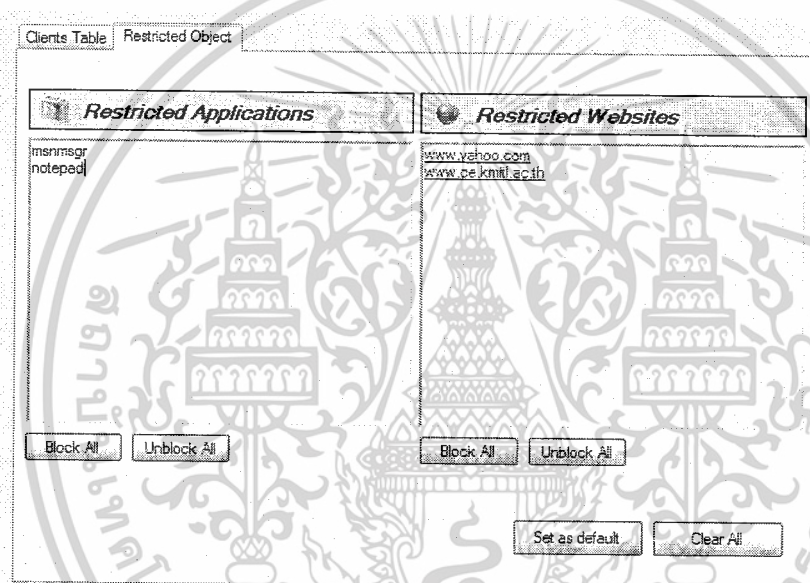 Clients Table Restricted Object
Restricted Applications
Restricted Websites
msnmsgr
notepad
www.yahoo.com
www.ce.kmitl.ac.th
Block All Unblock All
Block All Unblock All
Set as default Clear All